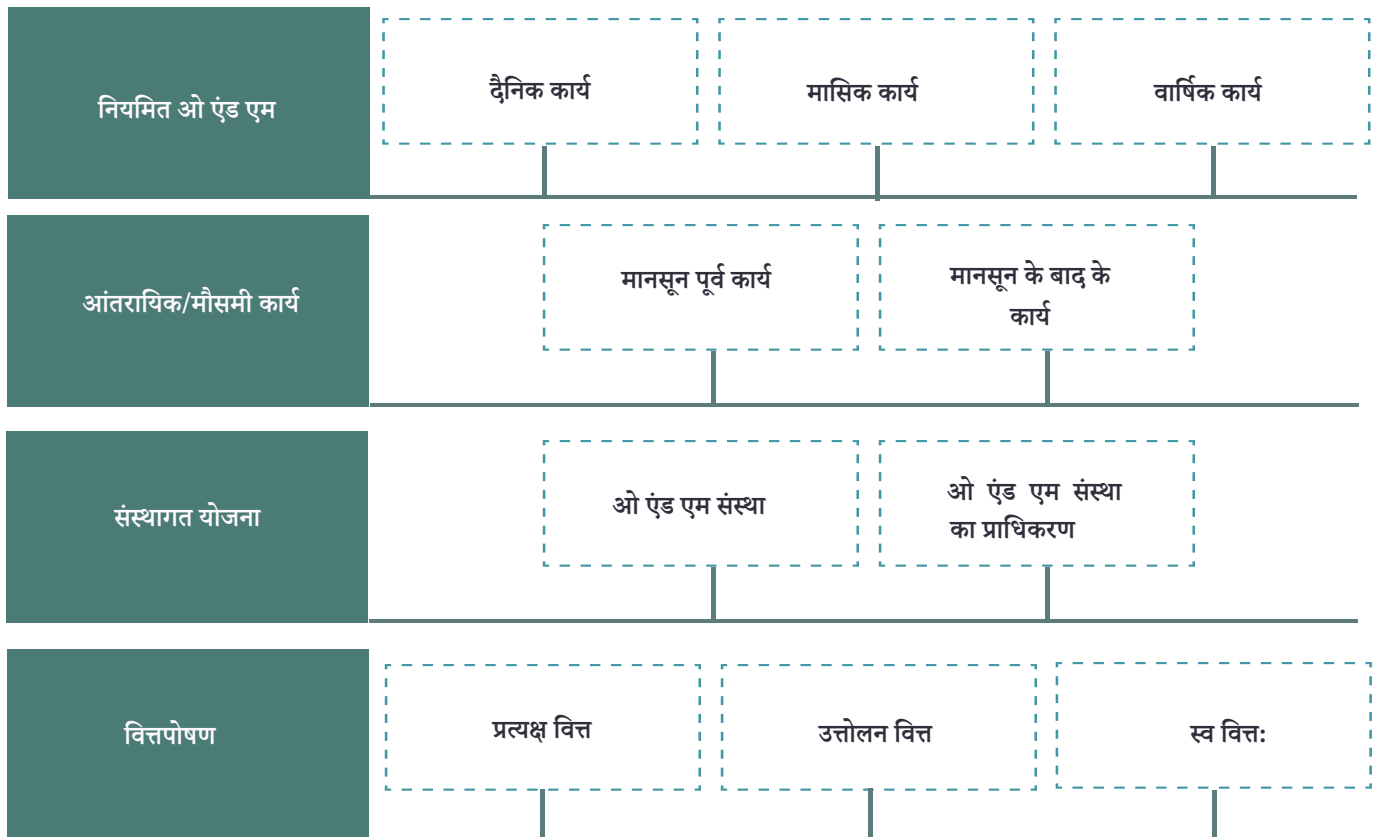 नियमित ओ एंड एम
दैनिक कार्य
मासिक कार्य
वार्षिक कार्य
आंतरायिक/मौसमी कार्य
मानसून पूर्व कार्य
मानसून के बाद के
कार्य
संस्थागत योजना
ओ एंड एम संस्था
ओ एंड एम संस्था
का प्राधिकरण
वित्तपोषण
प्रत्यक्ष वित्त
उत्तोलन वित्त
स्व वित्त: